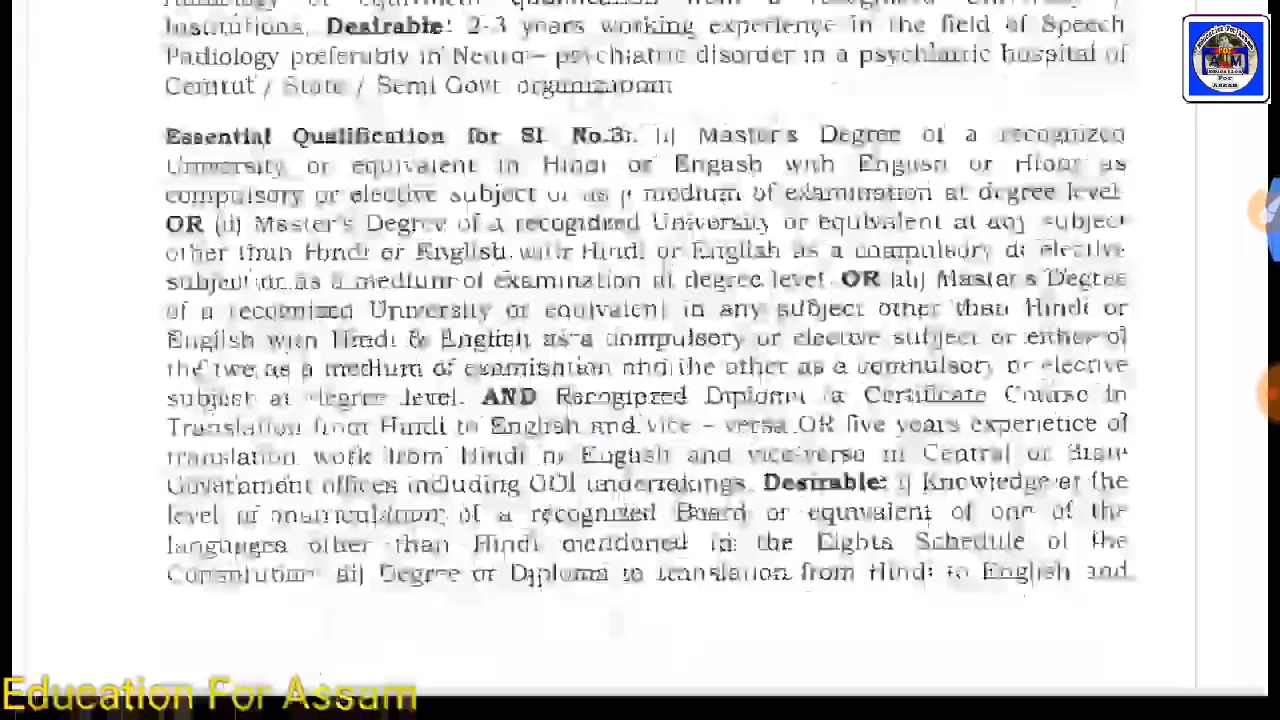 Institutions. Desirable: 2-3 years working experience in the field of Speech
preferably in Neuro – psychiatric disorder in a psychiatric hospital of
/ State / Semi Govt organization
Essential Qualification for Sl. No.3: Master's Degree of a recognized
University or equivalent in Hindi or English with English or Hindi as
compulsory or elective subject or as a medium of examination at degree level
OR (ii) Master's Degree of a recognized University or equivalent in any subject
other than Hindi or English with Hindi or English as a compulsory or elective
subject or as a medium of examination at degree level OR Master's Degree
of a recognized University or equivalent in any subject other than Hindi or
English with Hindi & English as a compulsory or elective subject or either of
the two as a medium of examination and the other as a compulsory or elective
subject at degree level. AND Recognized Diploma Certificate Course in
Translation from Hindi to English and vice – versa OR five years experience of
translation work from Hindi to English and vice-versa in Central or State
Government offices including undertakings. Desirable: Knowledge at the
level of of a recognized Board or equivalent of one of the
languages other than Hindi mentioned in the Eighth Schedule of the
Constitution Degree or Diploma in translation from Hindi to English and
Education For Assam